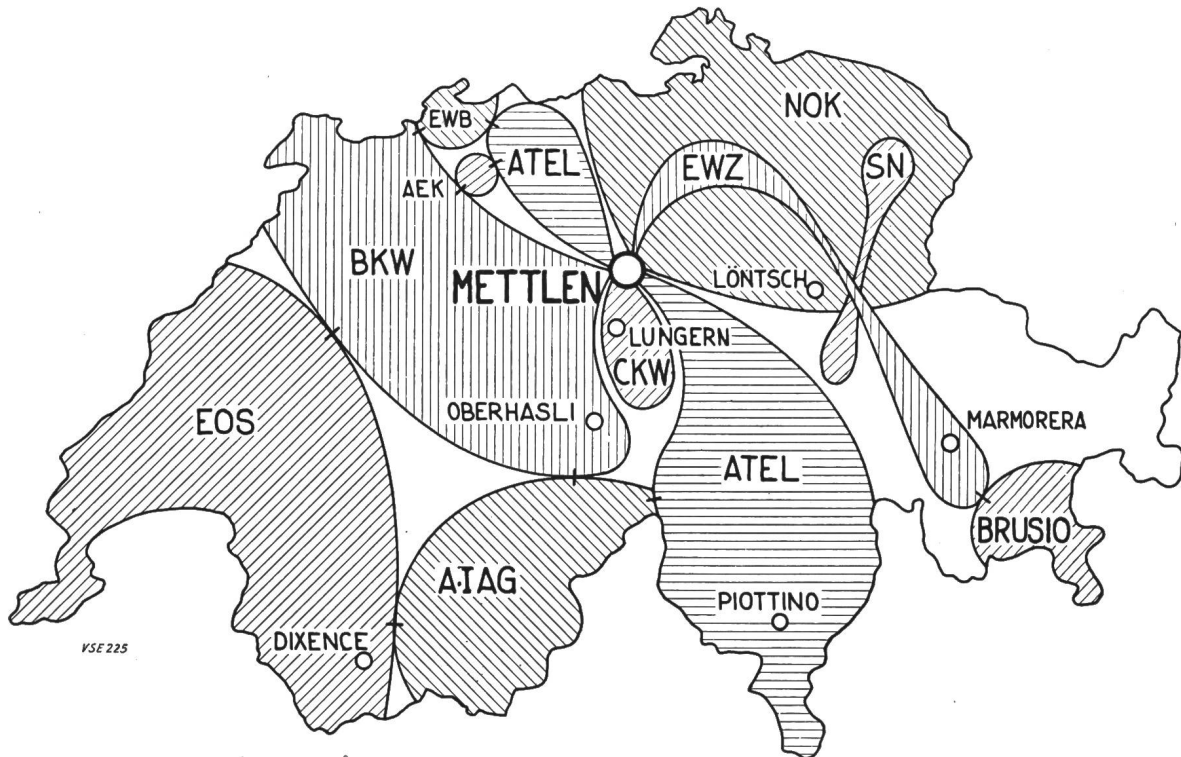 NOK
EWB
ATEL
EWZ
SN
AEK
BKW
METTLEN
LÖNTSCH
LUNGERN
CKW
OBERHASLI
EOS
MARMORERA
ATEL
BRUSIO
A·IAG
PIOTTINO
DIXENCE
VSE 225